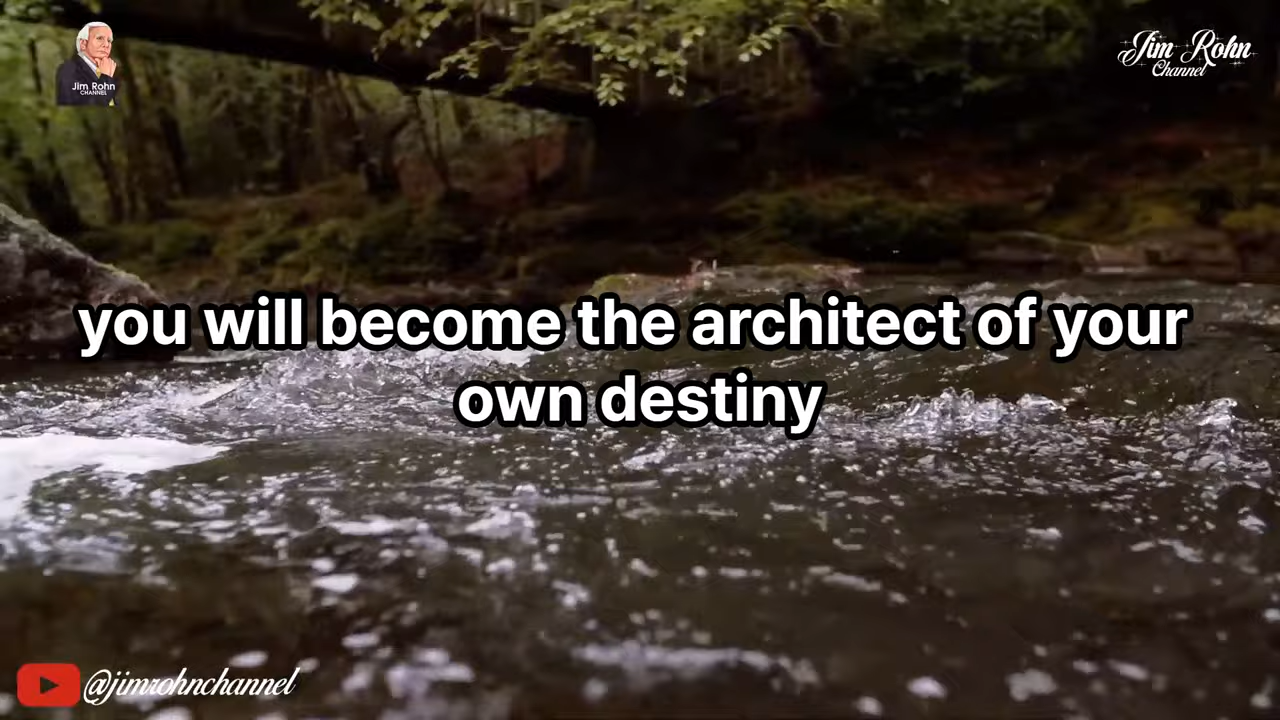 Jim Rohn
CHANNEL
Jim Rohn
Channel
you will become the architect of your
own destiny
@jimrohnchannel